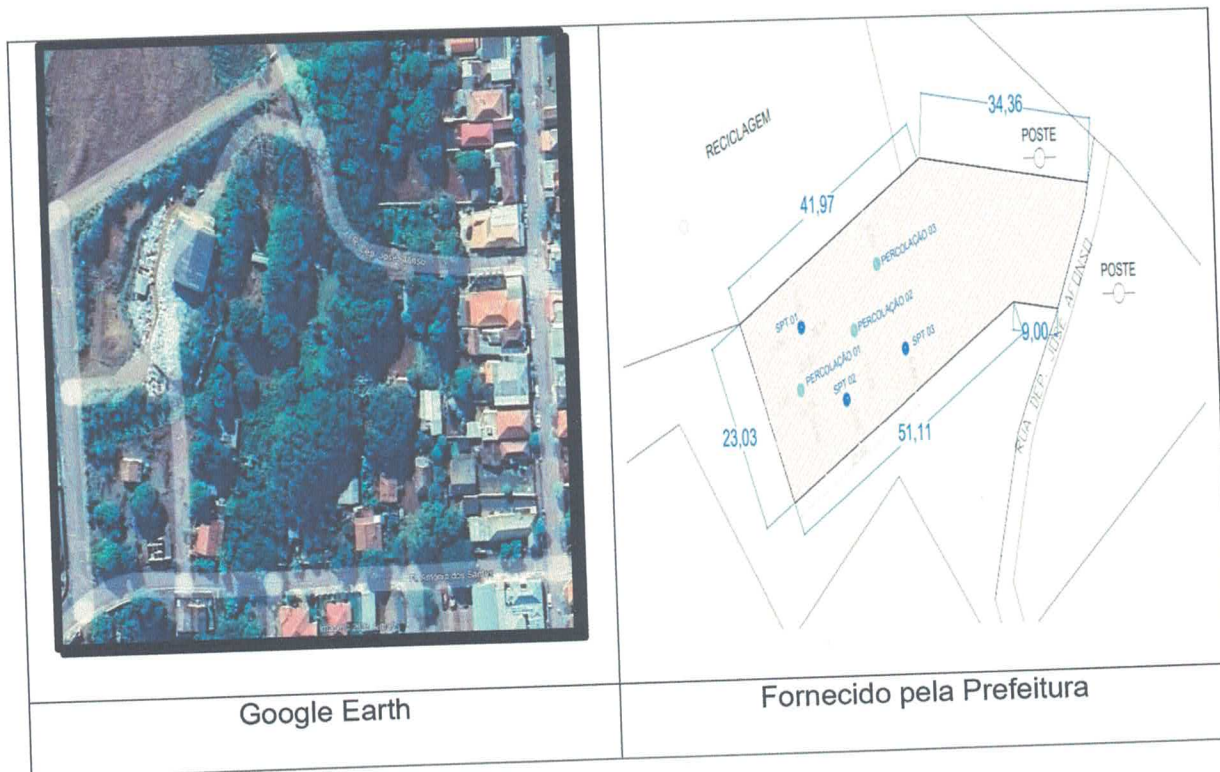 RECICLAGEM
34,36
POSTE
41,97
PERCOLAÇÃO 03
POSTE
SPT 01
PERCOLAÇÃO 02
SPT 03
9,00
PERCOLAÇÃO 01
SPT 02
23,03
51,11
RUA DEP. JOSÉ AFONSO
Google Earth
Fornecido pela Prefeitura